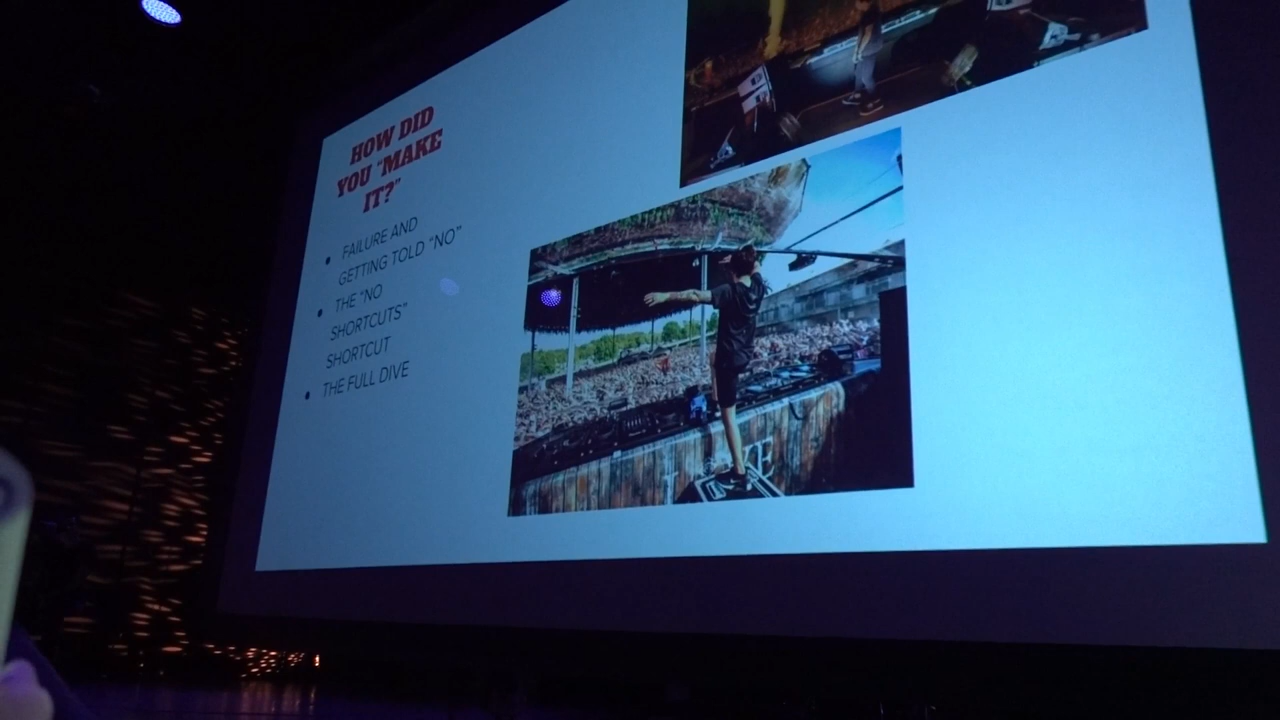 HOW DID
YOU "MAKE
IT?"
• FAILURE AND
GETTING TOLD "NO"
• THE "NO
SHORTCUTS"
SHORTCUT
• THE FULL DIVE